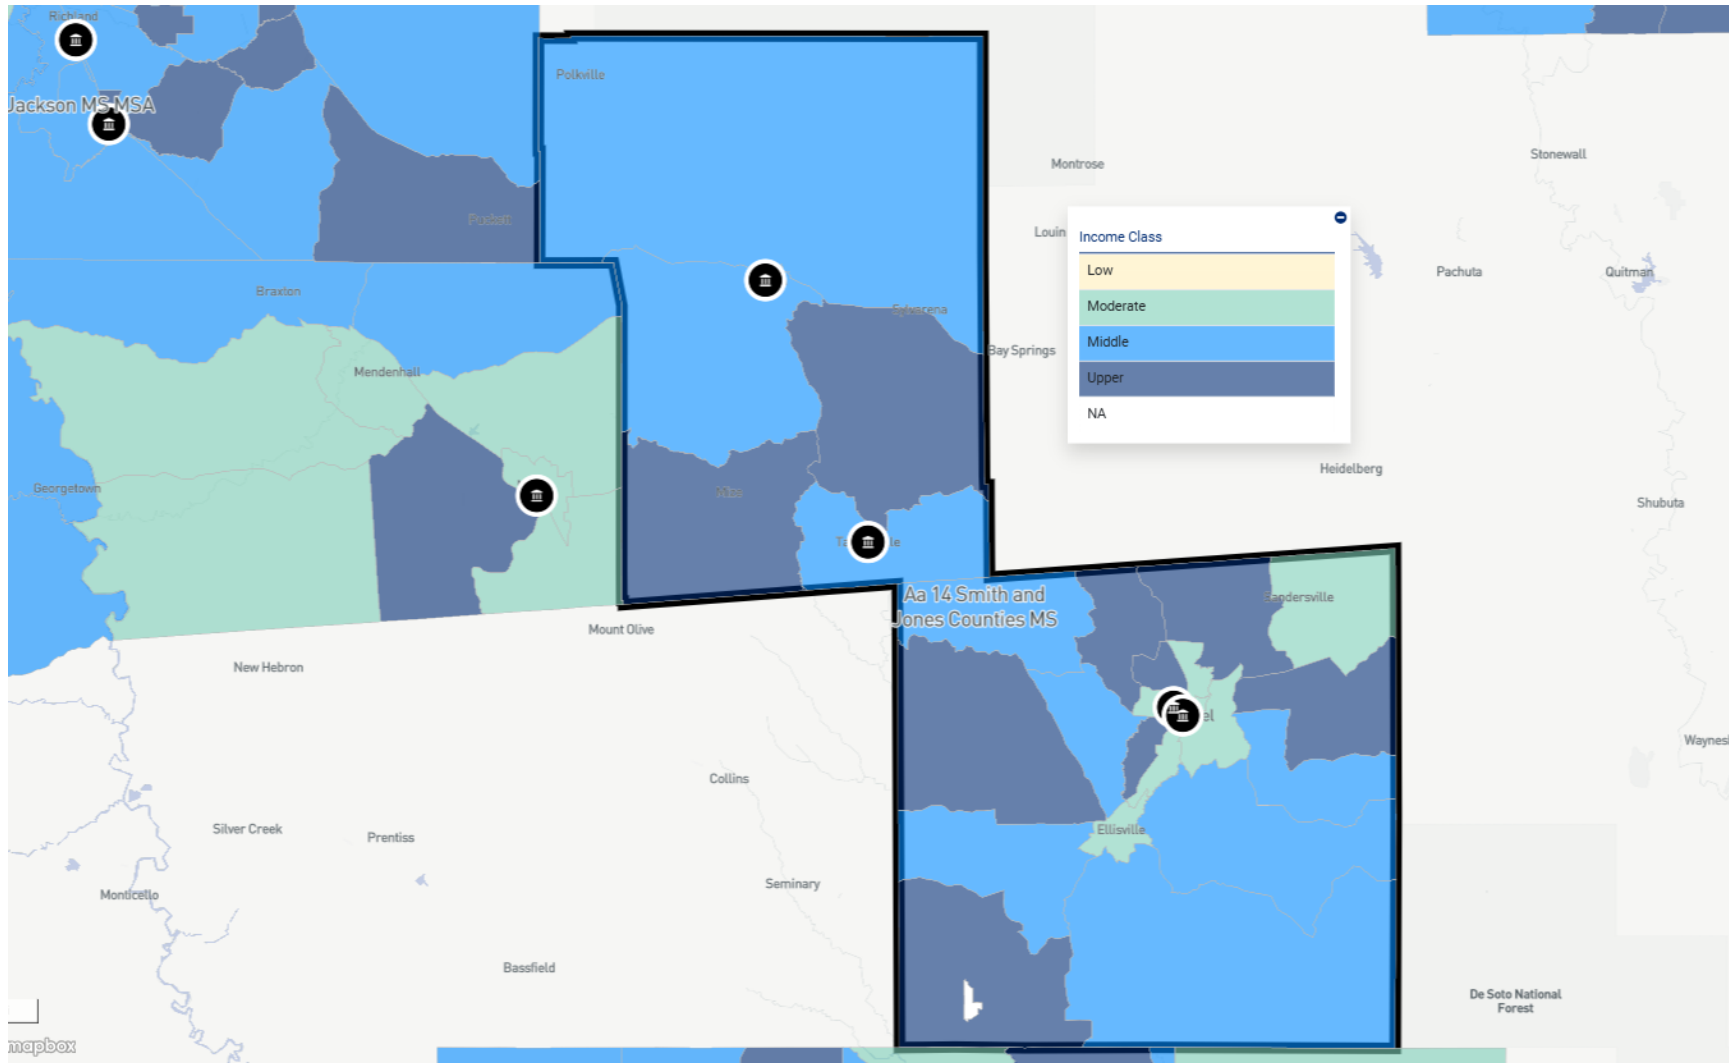 Richland
Jackson MS MSA
Polkville
Puckett
Braxton
Mendenhall
Georgetown
Sylvarena
Mize
Montrose
Louin
Bay Springs
Stonewall
Pachuta
Quitman
Income Class
Low
Moderate
Middle
Upper
NA
Heidelberg
Shubuta
Aa 14 Smith and
Jones Counties MS
Sandersville
Mount Olive
New Hebron
Ellisville
Collins
Silver Creek
Prentiss
Monticello
Seminary
Bassfield
De Soto National
Forest
mapbox